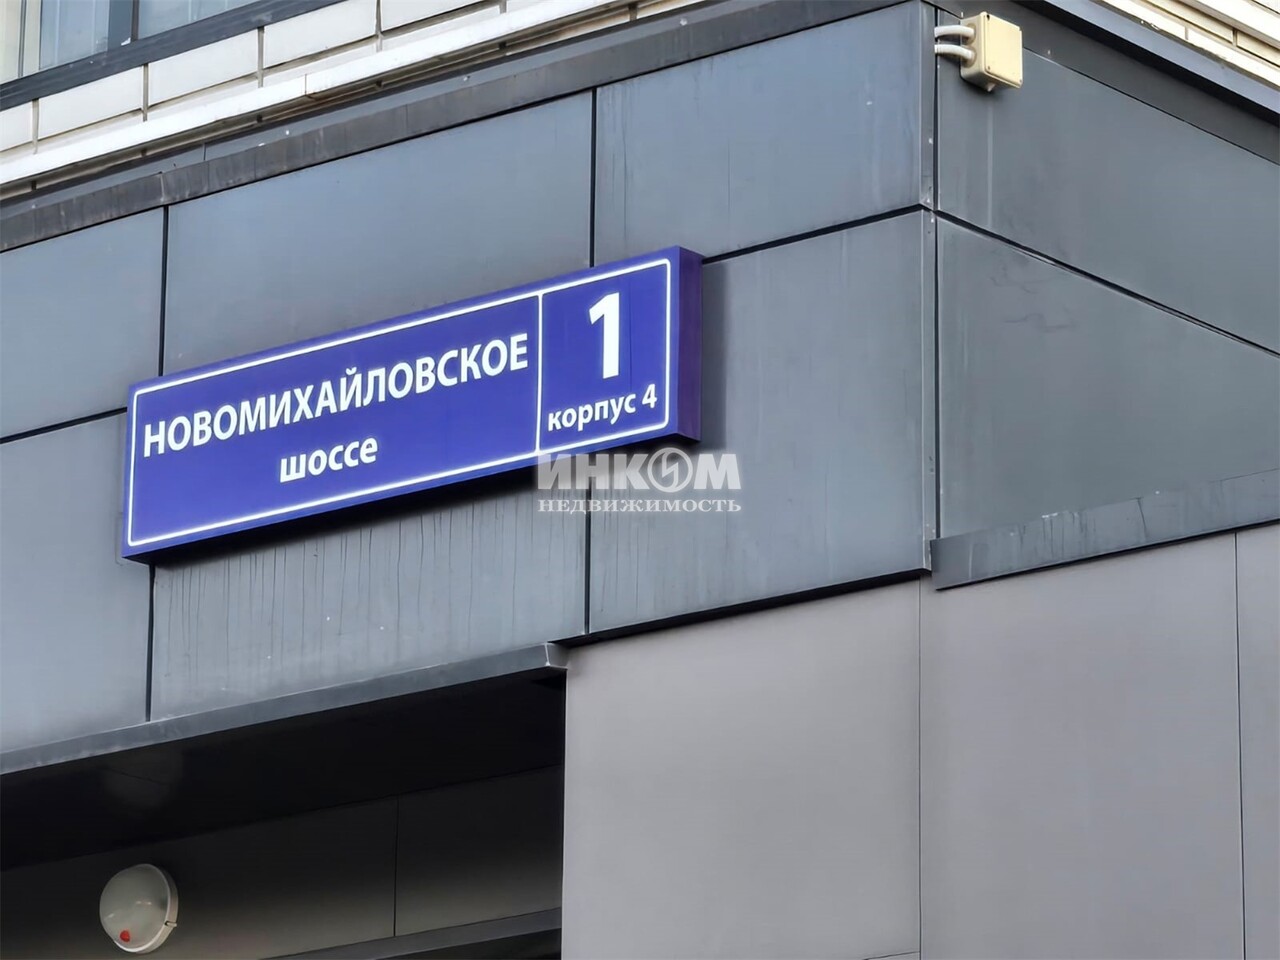 НОВОМИХАЙЛОВСКОЕ
шоссе
1
корпус 4
ИНКОМ
НЕДВИЖИМОСТЬ